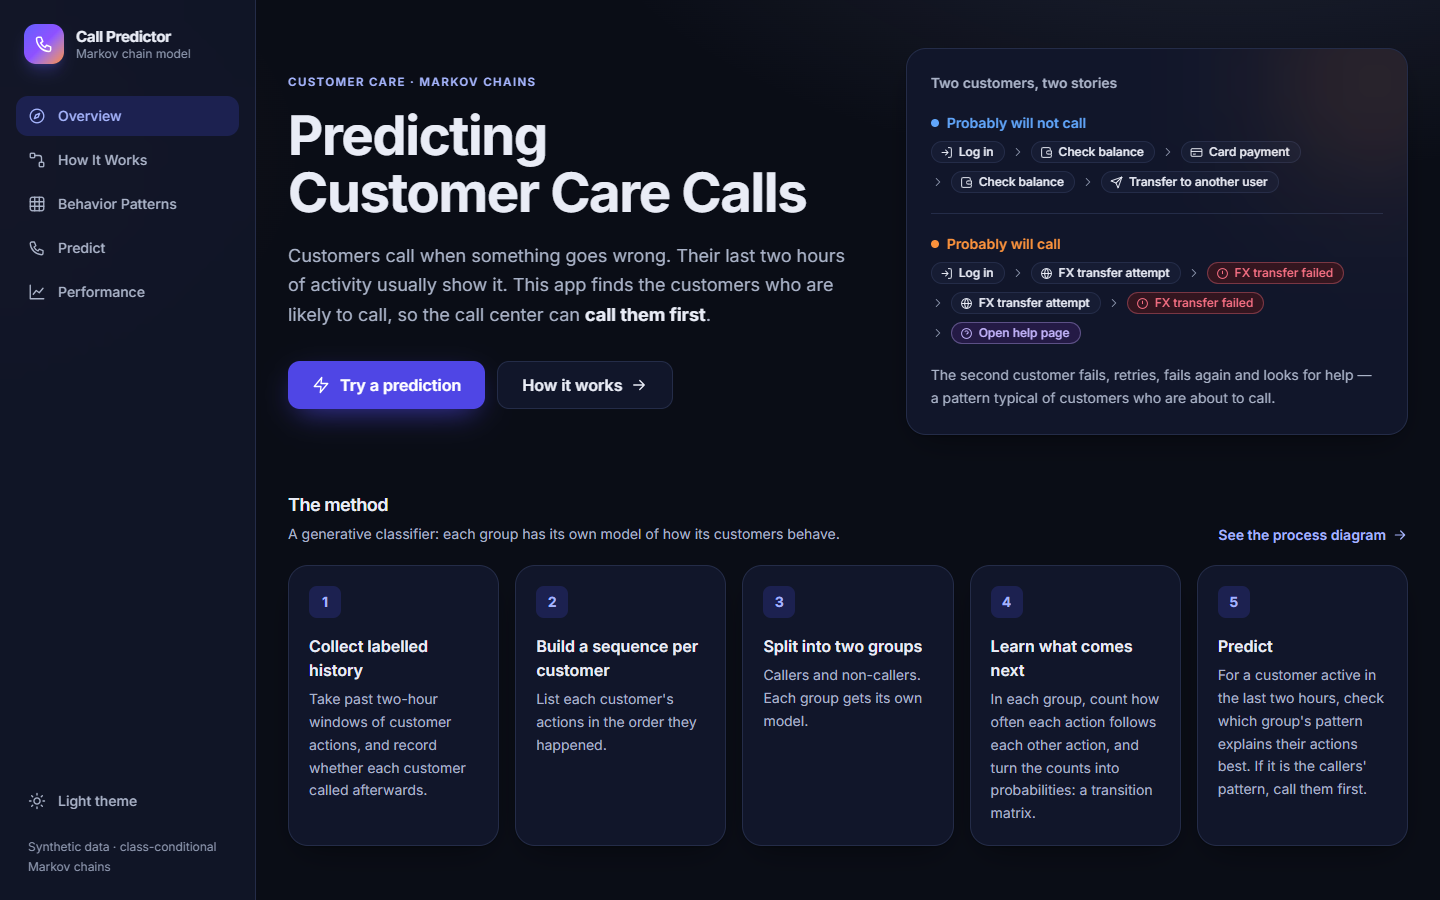 Call Predictor
Markov chain model
Overview
How It Works
Behavior Patterns
Predict
Performance
Light theme
Synthetic data · class-conditional
Markov chains
CUSTOMER CARE · MARKOV CHAINS
Predicting
Customer Care Calls
Customers call when something goes wrong. Their last two hours
of activity usually show it. This app finds the customers who are
likely to call, so the call center can call them first.
Try a prediction
How it works →
Two customers, two stories
Probably will not call
Log in > Check balance > Card payment
> Check balance > Transfer to another user
Probably will call
Log in > FX transfer attempt > FX transfer failed
> FX transfer attempt > FX transfer failed
> Open help page
The second customer fails, retries, fails again and looks for help —
a pattern typical of customers who are about to call.
The method
A generative classifier: each group has its own model of how its customers behave.
See the process diagram →
1
Collect labelled
history
Take past two-hour
windows of customer
actions, and record
whether each customer
called afterwards.
2
Build a sequence per
customer
List each customer's
actions in the order they
happened.
3
Split into two groups
Callers and non-callers.
Each group gets its own
model.
4
Learn what comes
next
In each group, count how
often each action follows
each other action, and
turn the counts into
probabilities: a transition
matrix.
5
Predict
For a customer active in
the last two hours, check
which group's pattern
explains their actions
best. If it is the callers'
pattern, call them first.